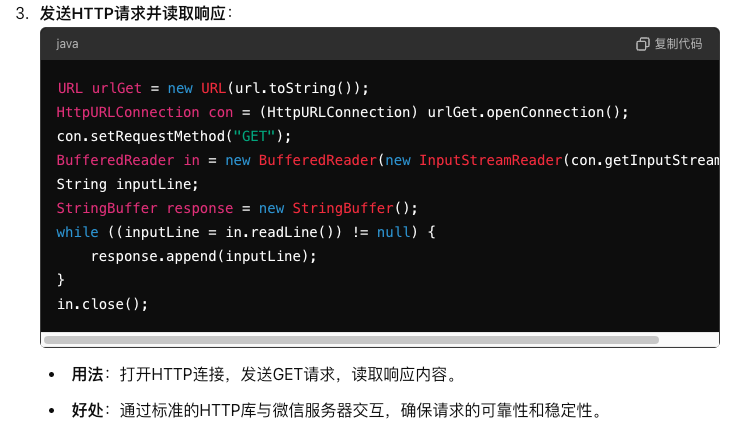 3. 发送HTTP请求并读取响应：
java
复制代码
URL urlGet = new URL(url.toString());
HttpURLConnection con = (HttpURLConnection) urlGet.openConnection();
con.setRequestMethod("GET");
BufferedReader in = new BufferedReader(new InputStreamReader(con.getInputStream
String inputLine;
StringBuffer response = new StringBuffer();
while ((inputLine = in.readLine()) != null) {
    response.append(inputLine);
}
in.close();
• 用法：打开HTTP连接，发送GET请求，读取响应内容。
• 好处：通过标准的HTTP库与微信服务器交互，确保请求的可靠性和稳定性。